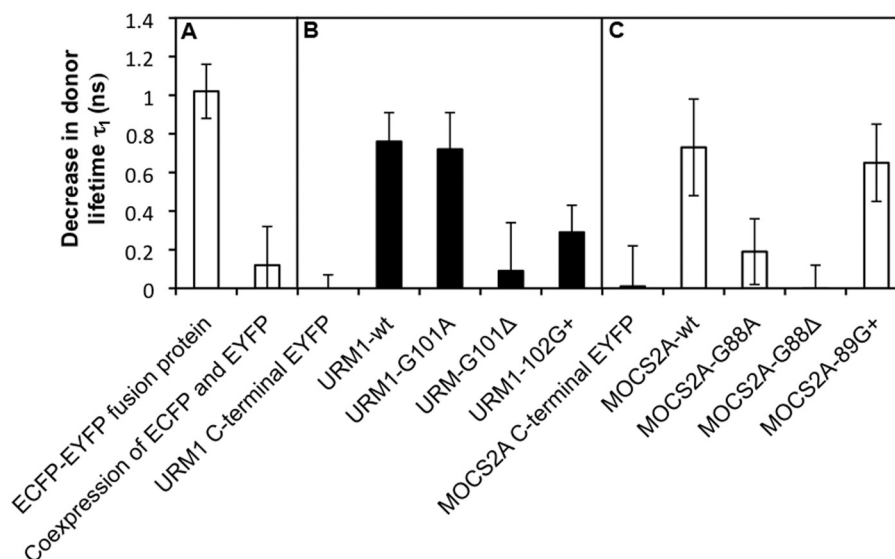 A
B
C
Decrease in donor
lifetime τ1 (ns)
1.4
1.2
1
0.8
0.6
0.4
0.2
0
ECFP-EYFP fusion protein
Coexpression of ECFP and EYFP
URM1 C-terminal EYFP
URM1-wt
URM1-G101A
URM-G101Δ
URM1-102G+
MOCS2A C-terminal EYFP
MOCS2A-wt
MOCS2A-G88A
MOCS2A-G88Δ
MOCS2A-89G+